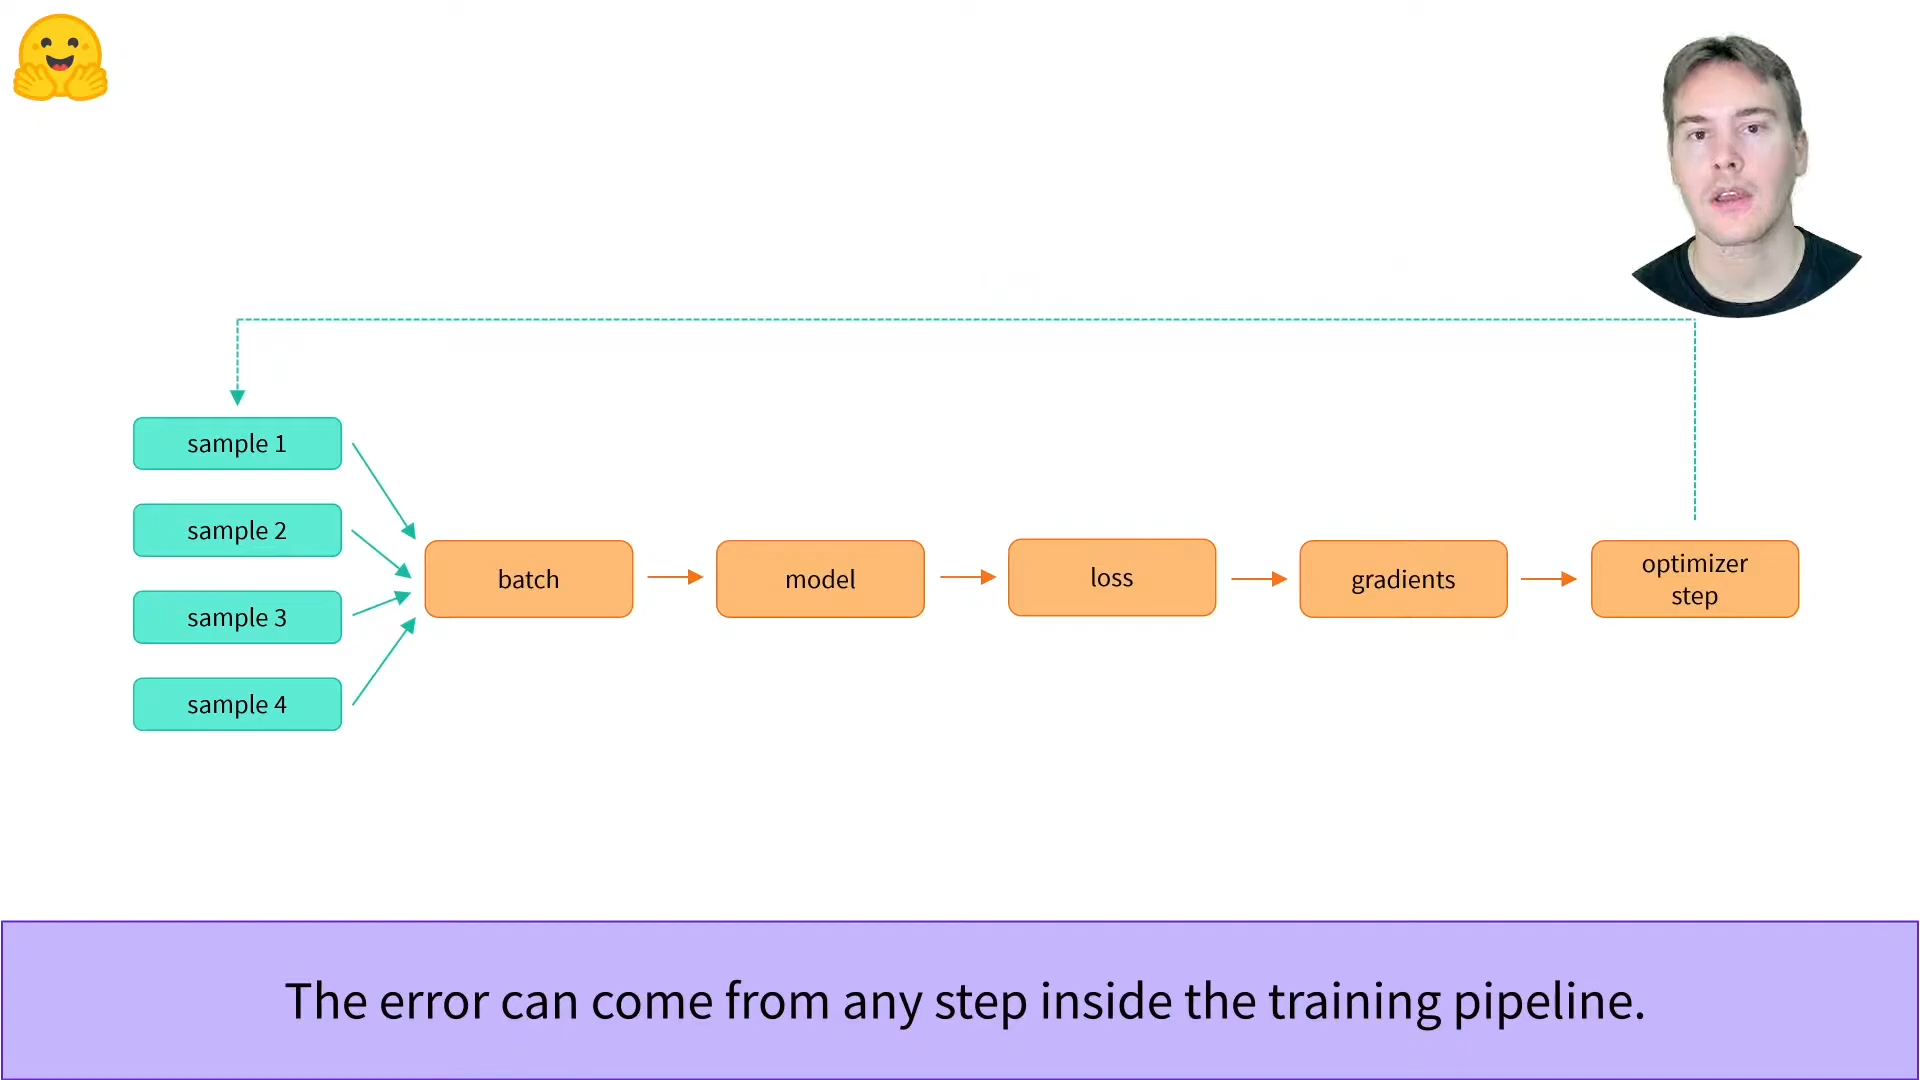 sample 1
sample 2
sample 3
sample 4
batch
model
loss
gradients
optimizer
step
The error can come from any step inside the training pipeline.